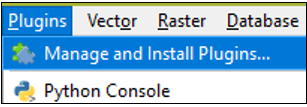 Plugins Vector Raster Database
Manage and Install Plugins...
Python Console